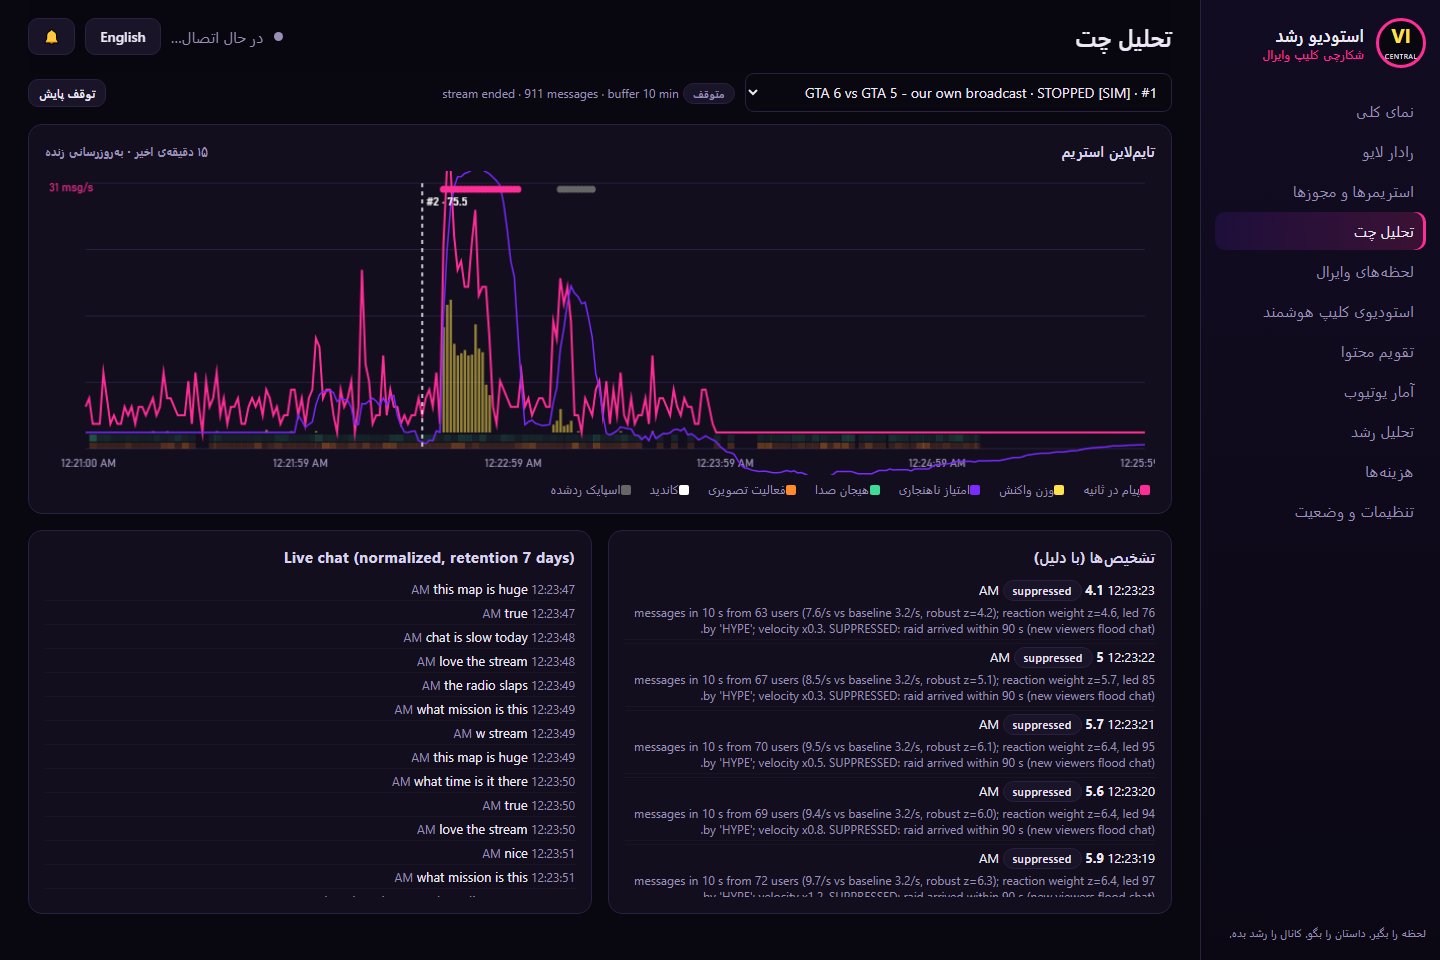 VI
CENTRAL
استودیو رشد
شکارچی کلیپ وایرال
نمای کلی
رادار لایو
استریمرها و مجوزها
تحلیل چت
لحظه‌های وایرال
استودیوی کلیپ هوشمند
تقویم محتوا
آمار یوتیوب
تحلیل رشد
هزینه‌ها
تنظیمات و وضعیت
لحظه را بگیر. داستان را بگو. کانال را رشد بده.
تحلیل چت
در حال اتصال...
English
GTA 6 vs GTA 5 - our own broadcast · STOPPED [SIM] · #1
متوقف
stream ended · 911 messages · buffer 10 min
توقف پایش
تایم‌لاین استریم
۱۵ دقیقه‌ی اخیر · به‌روزرسانی زنده
31 msg/s
#2 · 75.5
12:21:00 AM
12:21:59 AM
12:22:59 AM
12:23:59 AM
12:24:59 AM
12:25:5
پیام در ثانیه
وزن واکنش
امتیاز ناهنجاری
هیجان صدا
فعالیت تصویری
کاندید
اسپایک ردشده
تشخیص‌ها (با دلیل)
12:23:23 4.1 suppressed AM
messages in 10 s from 63 users (7.6/s vs baseline 3.2/s, robust z=4.2); reaction weight z=4.6, led 76
.by 'HYPE'; velocity x0.3. SUPPRESSED: raid arrived within 90 s (new viewers flood chat)
12:23:22 5 suppressed AM
messages in 10 s from 67 users (8.5/s vs baseline 3.2/s, robust z=5.1); reaction weight z=5.7, led 85
.by 'HYPE'; velocity x0.3. SUPPRESSED: raid arrived within 90 s (new viewers flood chat)
12:23:21 5.7 suppressed AM
messages in 10 s from 70 users (9.5/s vs baseline 3.2/s, robust z=6.1); reaction weight z=6.4, led 95
.by 'HYPE'; velocity x0.5. SUPPRESSED: raid arrived within 90 s (new viewers flood chat)
12:23:20 5.6 suppressed AM
messages in 10 s from 69 users (9.4/s vs baseline 3.2/s, robust z=6.0); reaction weight z=6.4, led 94
.by 'HYPE'; velocity x0.8. SUPPRESSED: raid arrived within 90 s (new viewers flood chat)
12:23:19 5.9 suppressed AM
messages in 10 s from 72 users (9.7/s vs baseline 3.2/s, robust z=6.3); reaction weight z=6.4, led 97
.by 'HYPE'; velocity x1.2. SUPPRESSED: raid arrived within 90 s (new viewers flood chat)
Live chat (normalized, retention 7 days)
AM this map is huge 12:23:47
AM true 12:23:47
AM chat is slow today 12:23:48
AM love the stream 12:23:48
AM the radio slaps 12:23:49
AM what mission is this 12:23:49
AM w stream 12:23:49
AM this map is huge 12:23:49
AM what time is it there 12:23:50
AM true 12:23:50
AM love the stream 12:23:50
AM nice 12:23:51
AM what mission is this 12:23:51